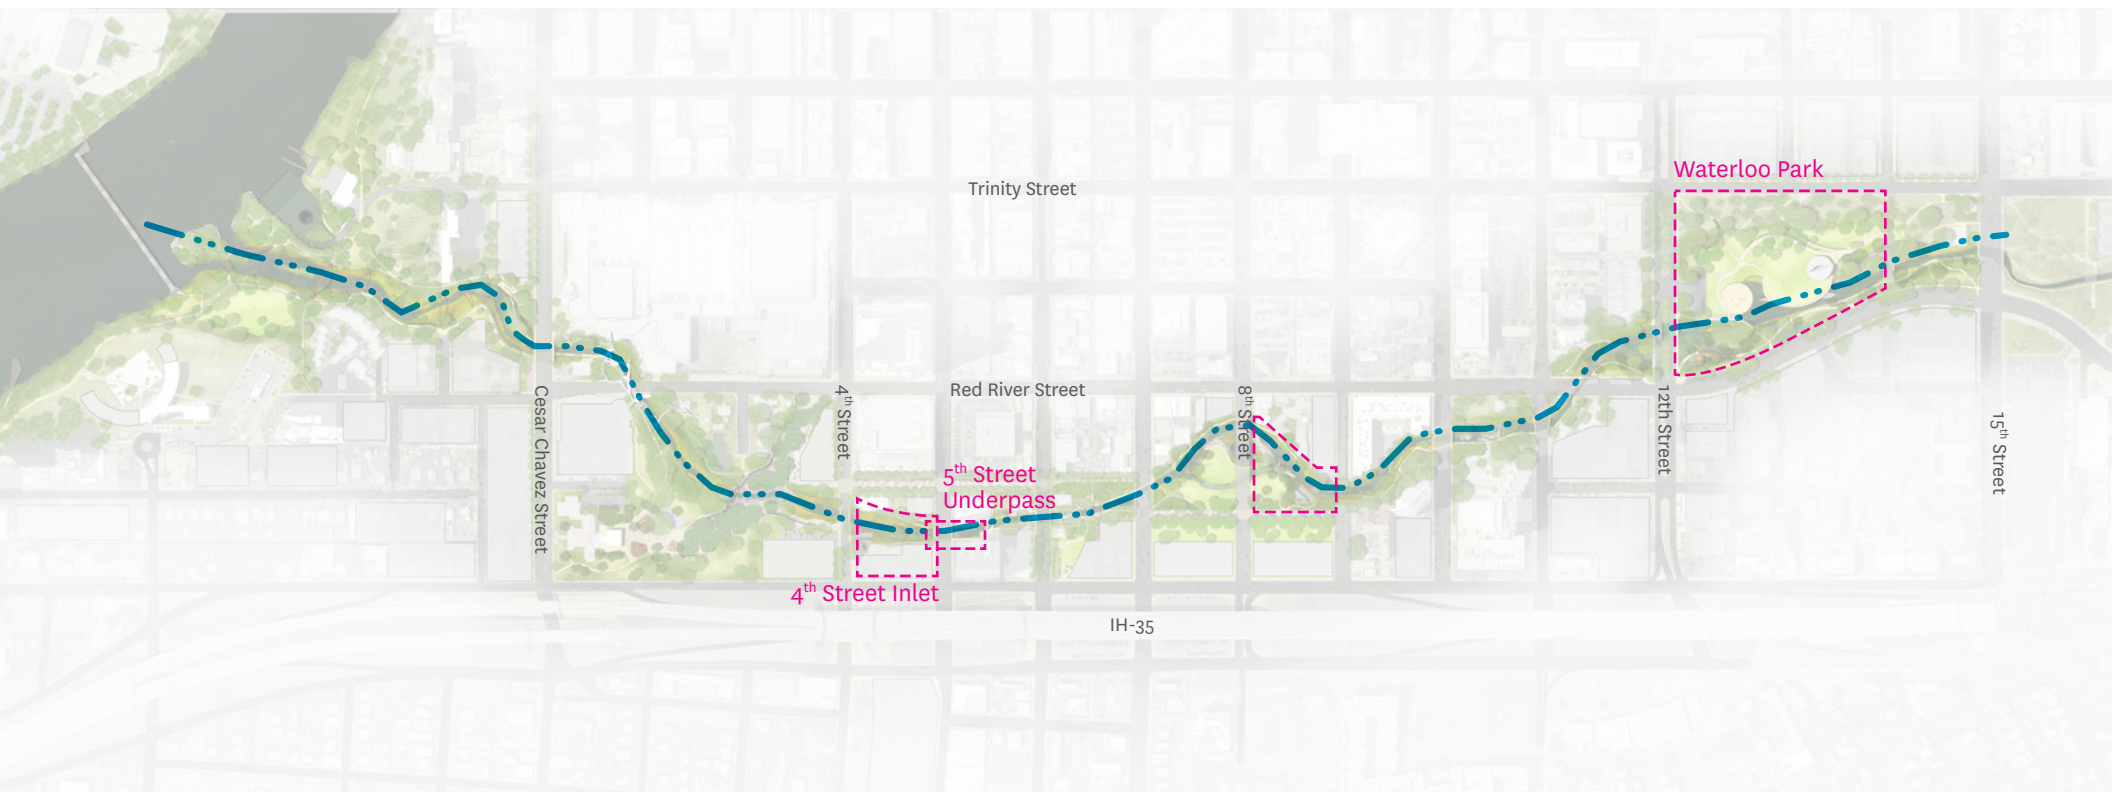 Waterloo Park
Trinity Street
Red River Street
Cesar Chavez Street
4th Street
8th Street
12th Street
15th Street
5th Street
Underpass
4th Street Inlet
IH-35